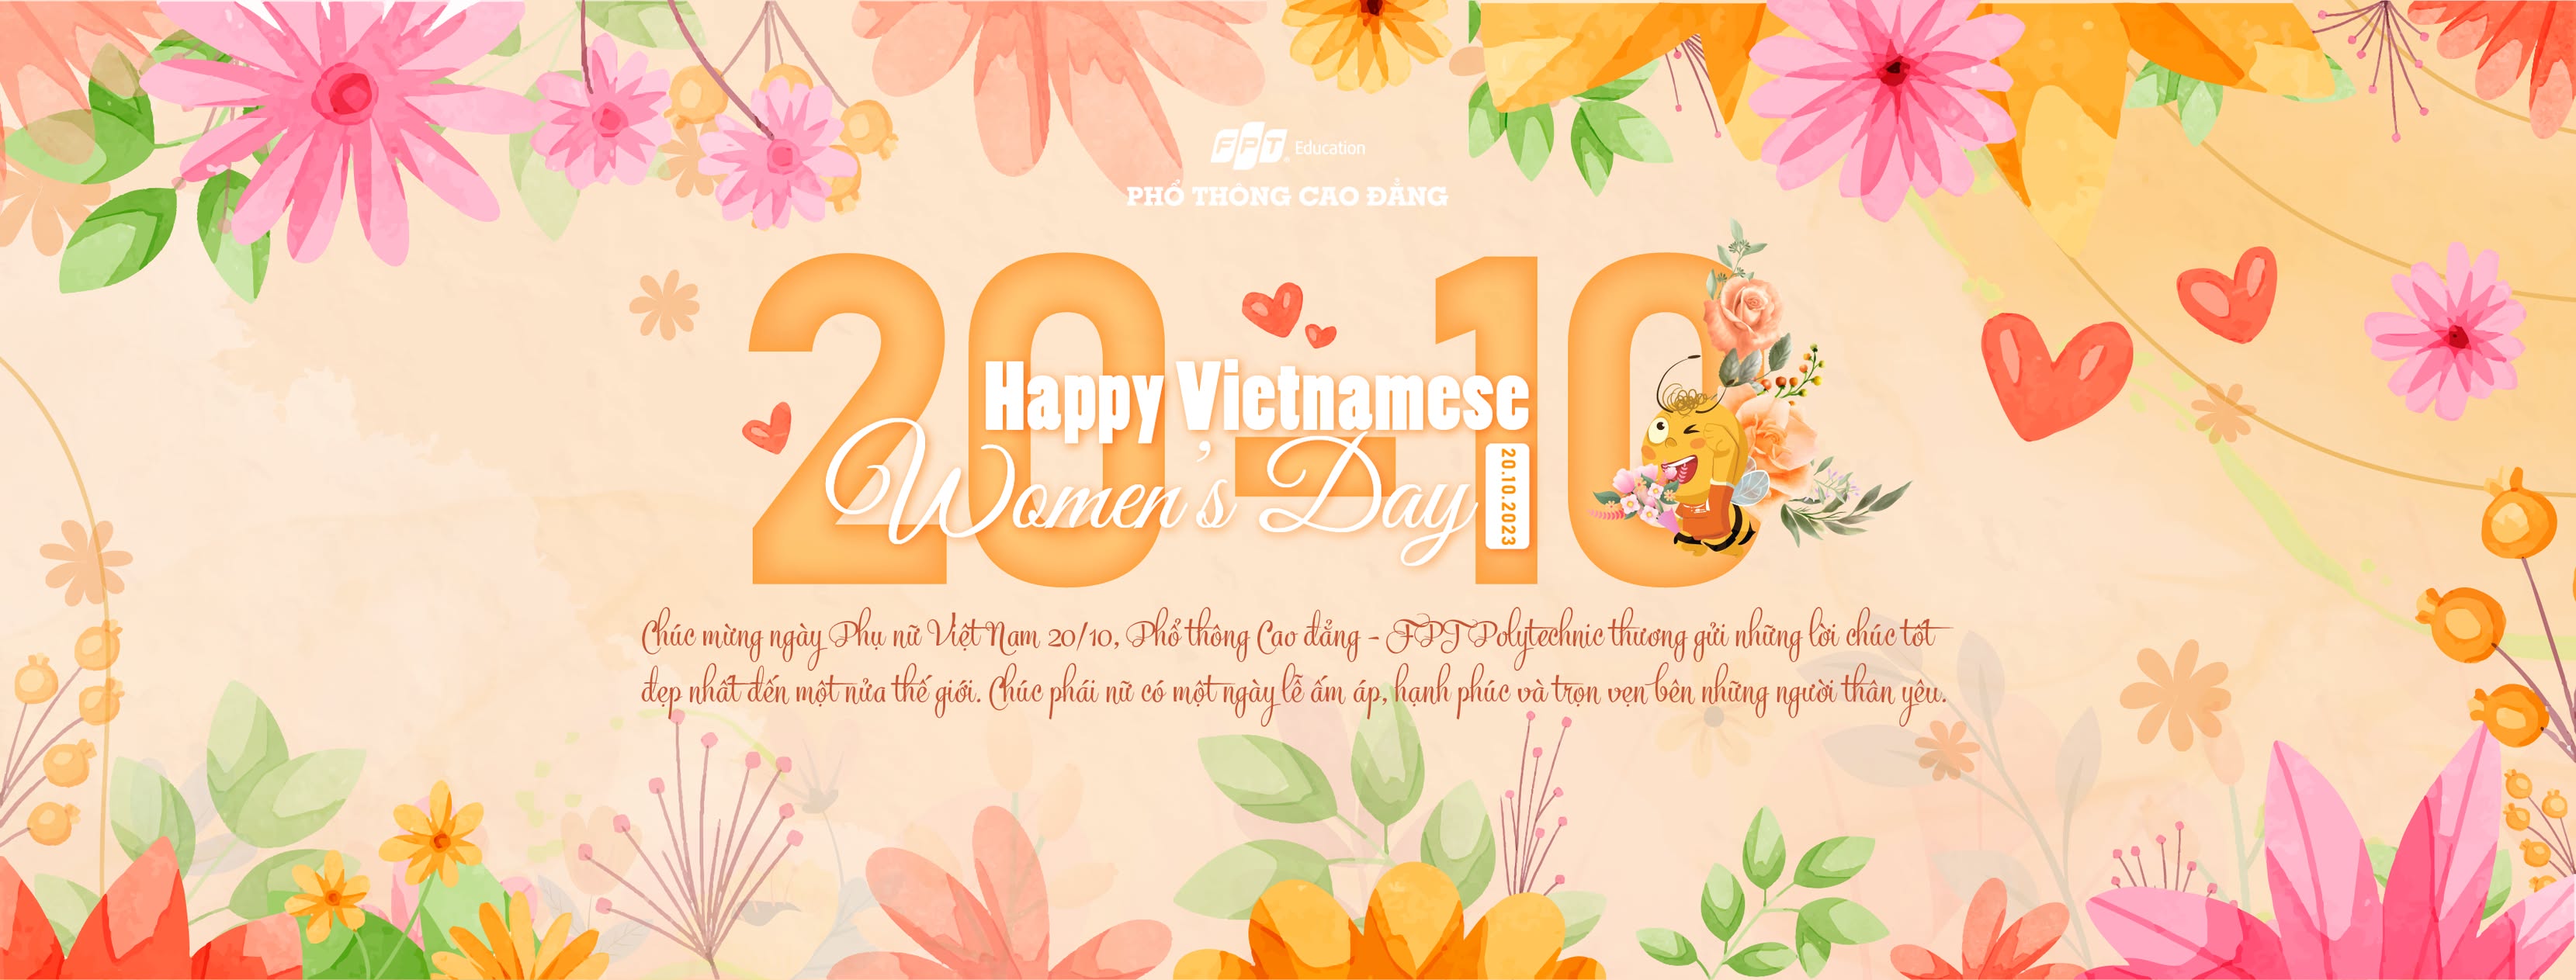 FPT Education
PHỔ THÔNG CAO ĐẲNG
20-10
Happy Vietnamese
Women's Day
20.10.2023
Chúc mừng ngày Phụ nữ Việt Nam 20/10, Phổ thông Cao đẳng - FPT Polytechnic thương gửi những lời chúc tốt
đẹp nhất đến một nửa thế giới. Chúc phái nữ có một ngày lễ ấm áp, hạnh phúc và trọn vẹn bên những người thân yêu.